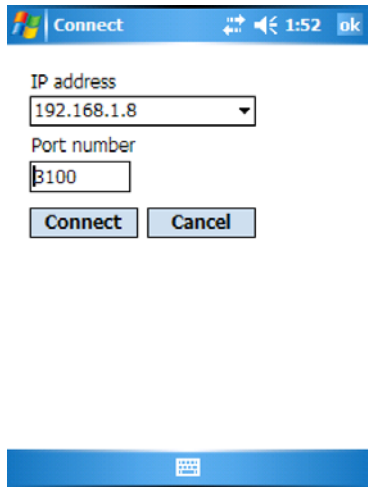 Connect 1:52 ok
IP address
192.168.1.8
Port number
3100
Connect Cancel